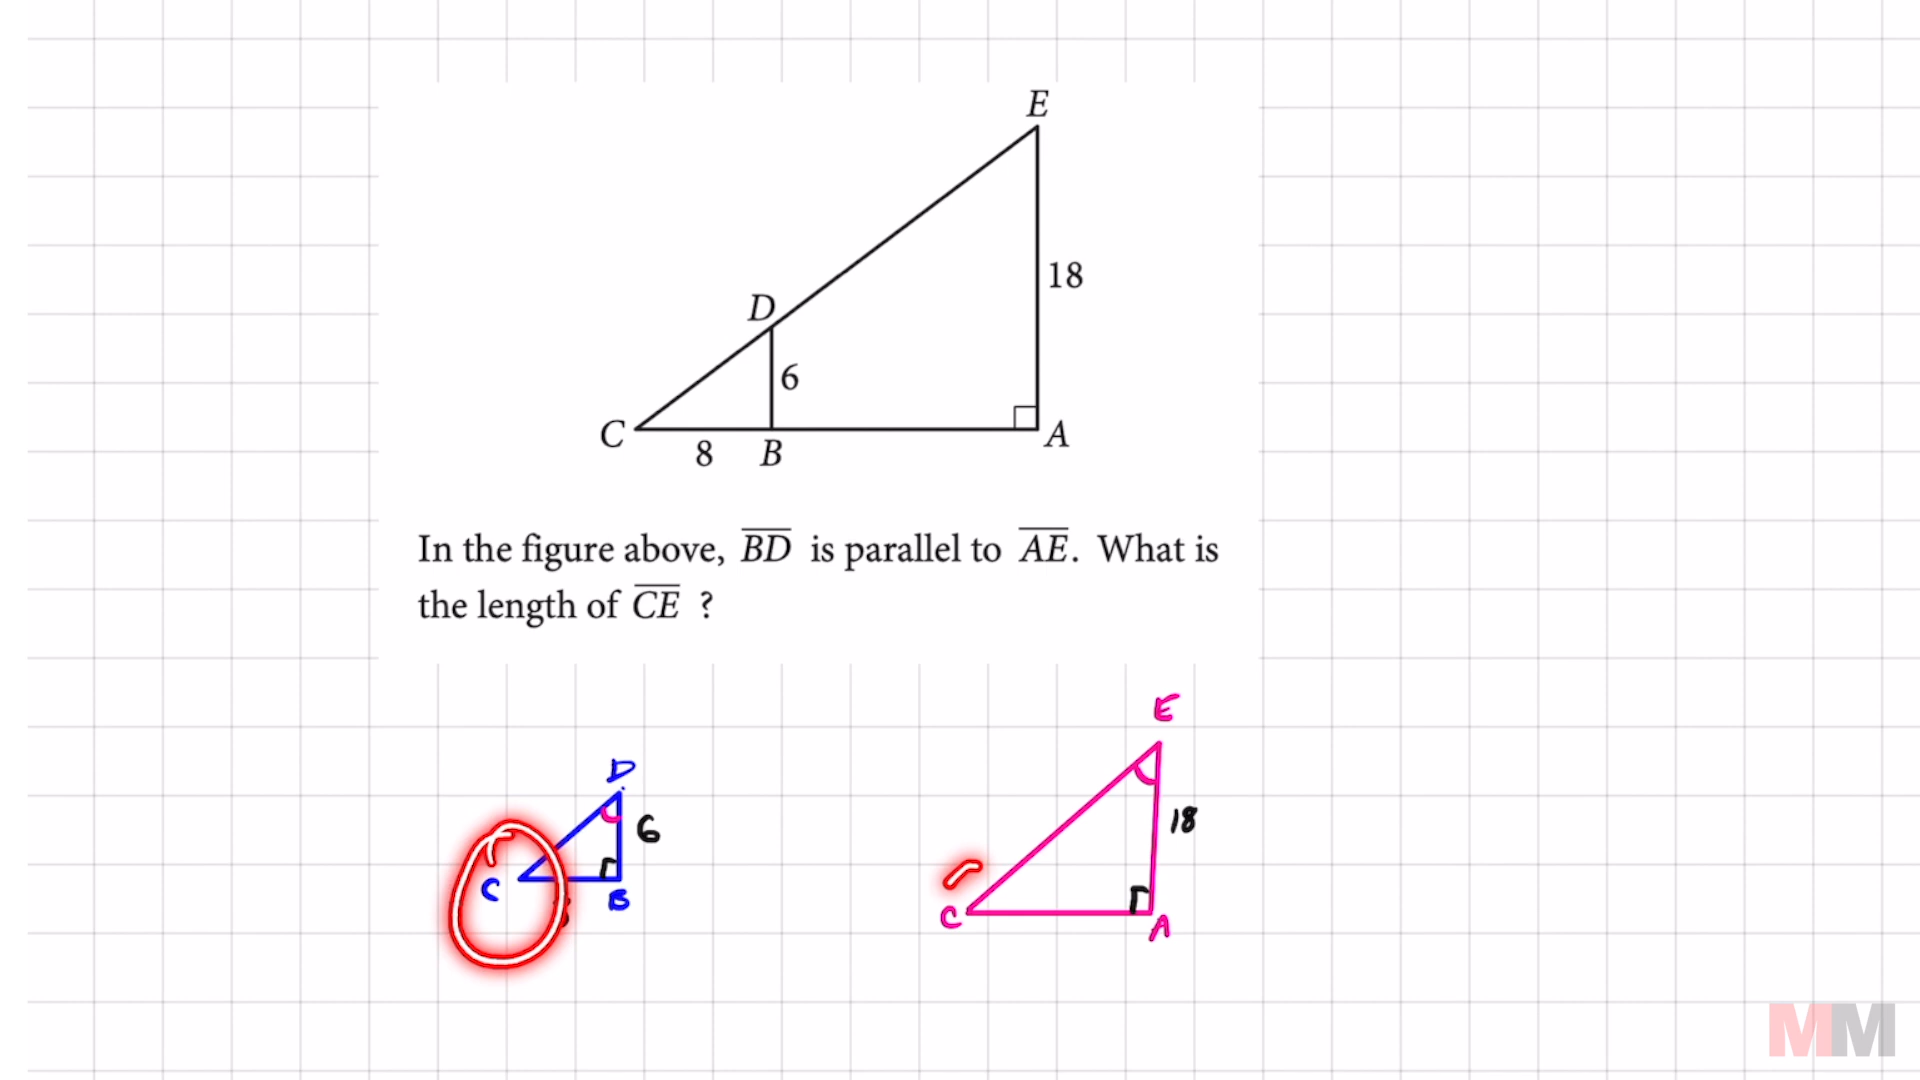 E
18
D
6
C
8
B
A
In the figure above, BD is parallel to AE. What is
the length of CE ?
E
D
6
18
C
B
C
A
MM